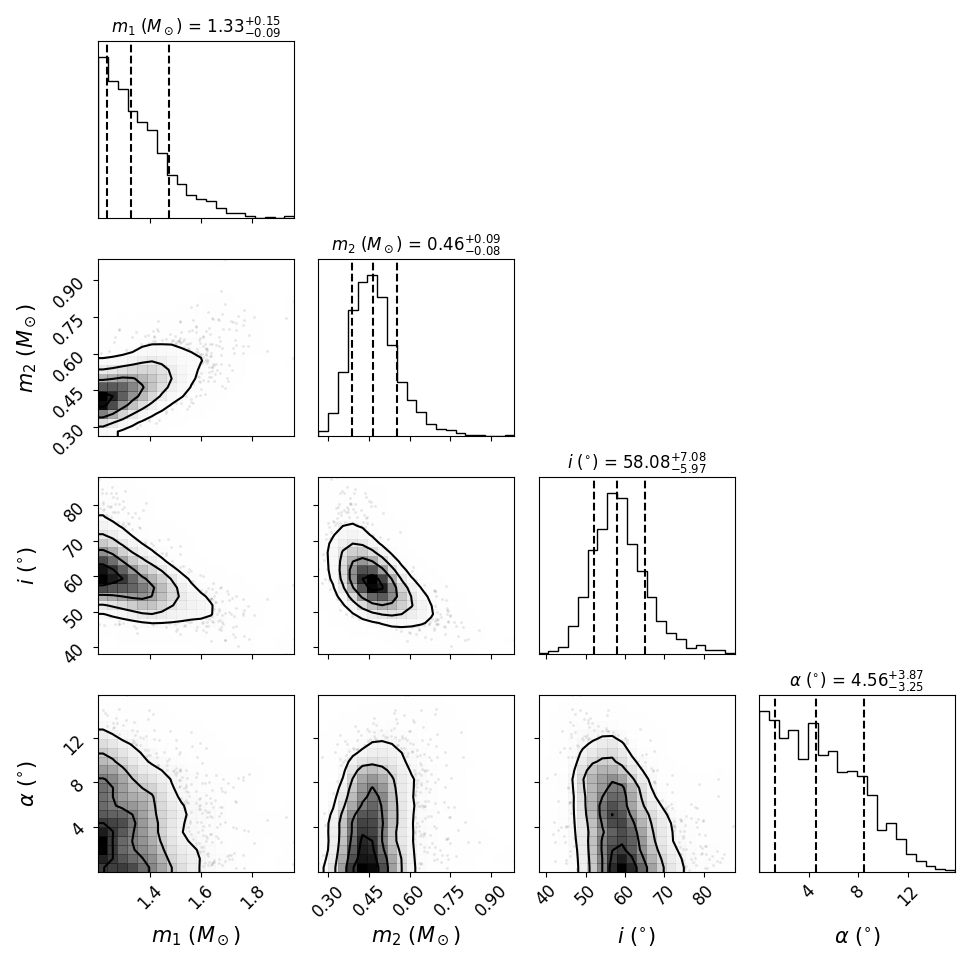 m₁ (M⊙) = 1.33+0.15−0.09
m₂ (M⊙) = 0.46+0.09−0.08
m₂ (M⊙)
0.90
0.75
0.60
0.45
0.30
i (°) = 58.08+7.08−5.97
i (°)
80
70
60
50
40
α (°) = 4.56+3.87−3.25
α (°)
12
8
4
1.4 1.6 1.8 0.30 0.45 0.60 0.75 0.90 40 50 60 70 80 4 8 12
m₁ (M⊙) m₂ (M⊙) i (°) α (°)